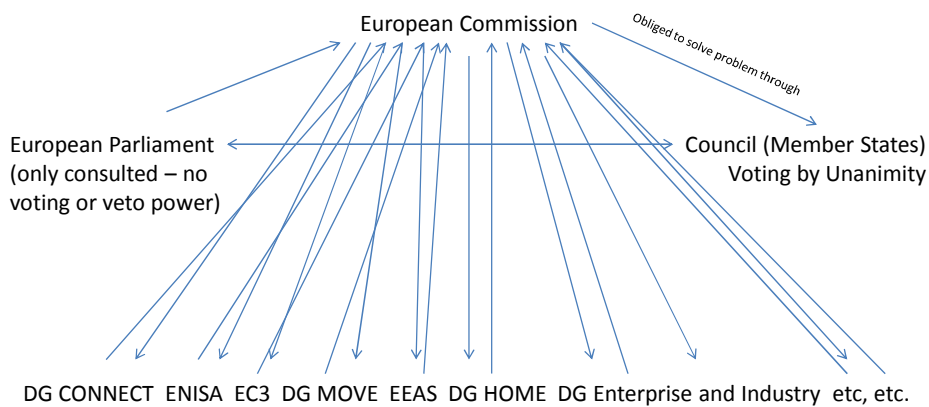 European Commission
Obliged to solve problem through
European Parliament
(only consulted – no
voting or veto power)
Council (Member States)
Voting by Unanimity
DG CONNECT ENISA EC3 DG MOVE EEAS DG HOME DG Enterprise and Industry etc, etc.